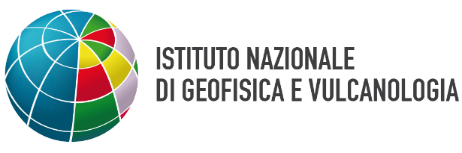 ISTITUTO NAZIONALE
DI GEOFISICA E VULCANOLOGIA